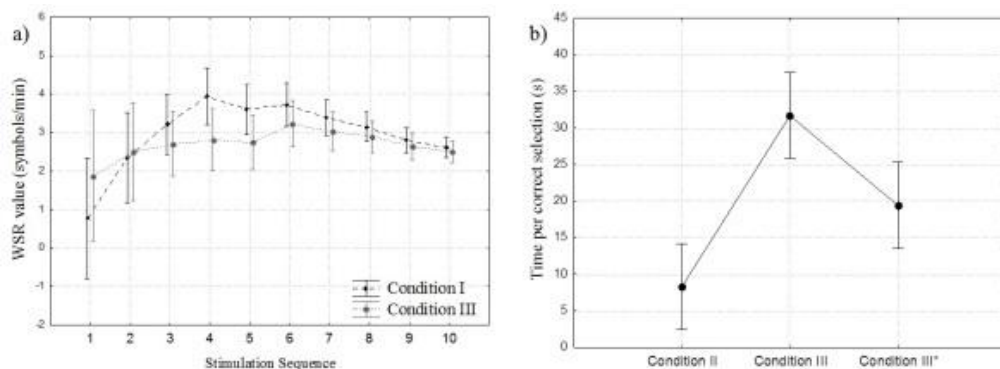 a)
WSR value (symbols/min)
6
5
4
3
2
1
0
-1
-2
1 2 3 4 5 6 7 8 9 10
Stimulation Sequence
Condition I
Condition III
b)
Time per correct selection (s)
45
40
35
30
25
20
15
10
5
0
Condition II Condition III Condition III*